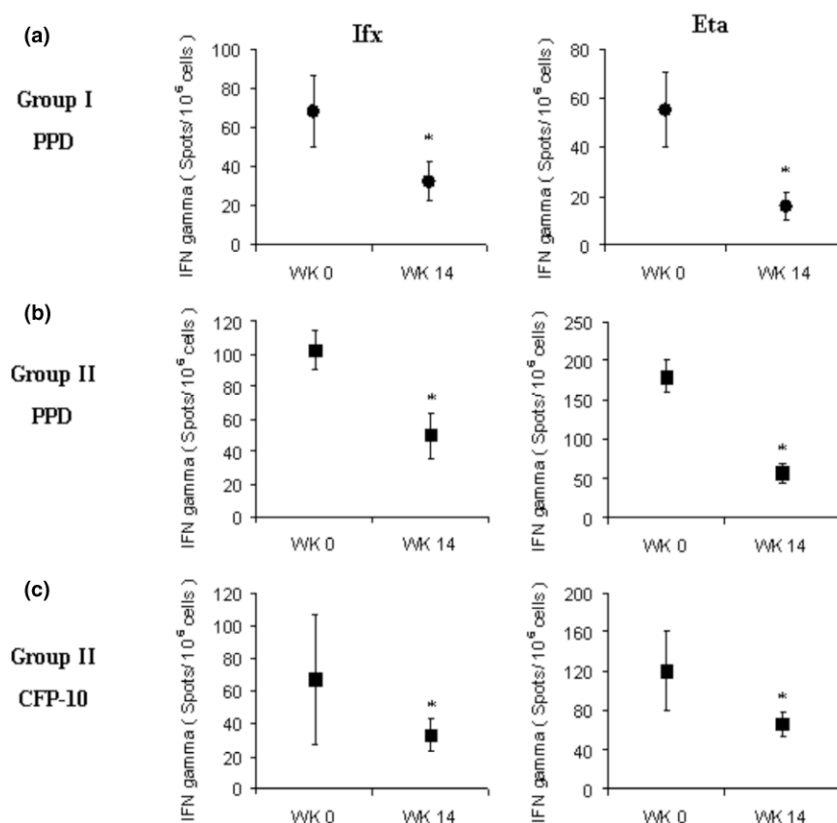 Ifx
Eta
(a)
Group I
PPD
IFN gamma ( Spots/10⁶ cells )
100
80
60
40
20
0
WK 0
WK 14
*
IFN gamma ( Spots/10⁶ cells )
80
60
40
20
0
WK 0
WK 14
*
(b)
Group II
PPD
IFN gamma ( Spots/10⁶ cells )
120
100
80
60
40
20
0
WK 0
WK 14
*
IFN gamma ( Spots/10⁶ cells )
250
200
150
100
50
0
WK 0
WK 14
*
(c)
Group II
CFP-10
IFN gamma ( Spots/10⁶ cells )
120
100
80
60
40
20
0
WK 0
WK 14
*
IFN gamma ( Spots/10⁶ cells )
200
160
120
80
40
0
WK 0
WK 14
*